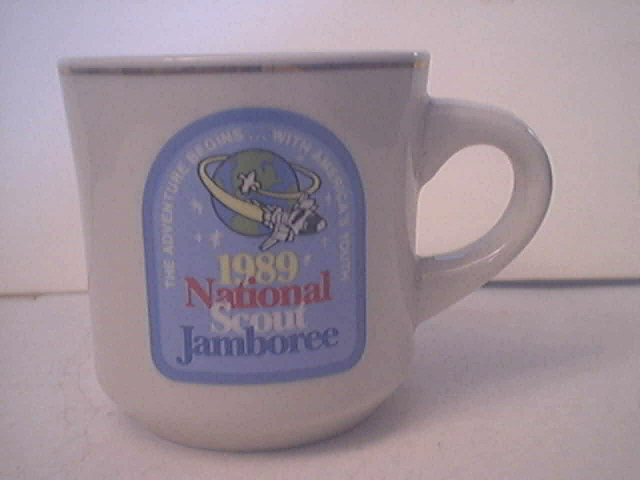 THE ADVENTURE BEGINS ... WITH AMERICA'S YOUTH
1989
National
Scout
Jamboree